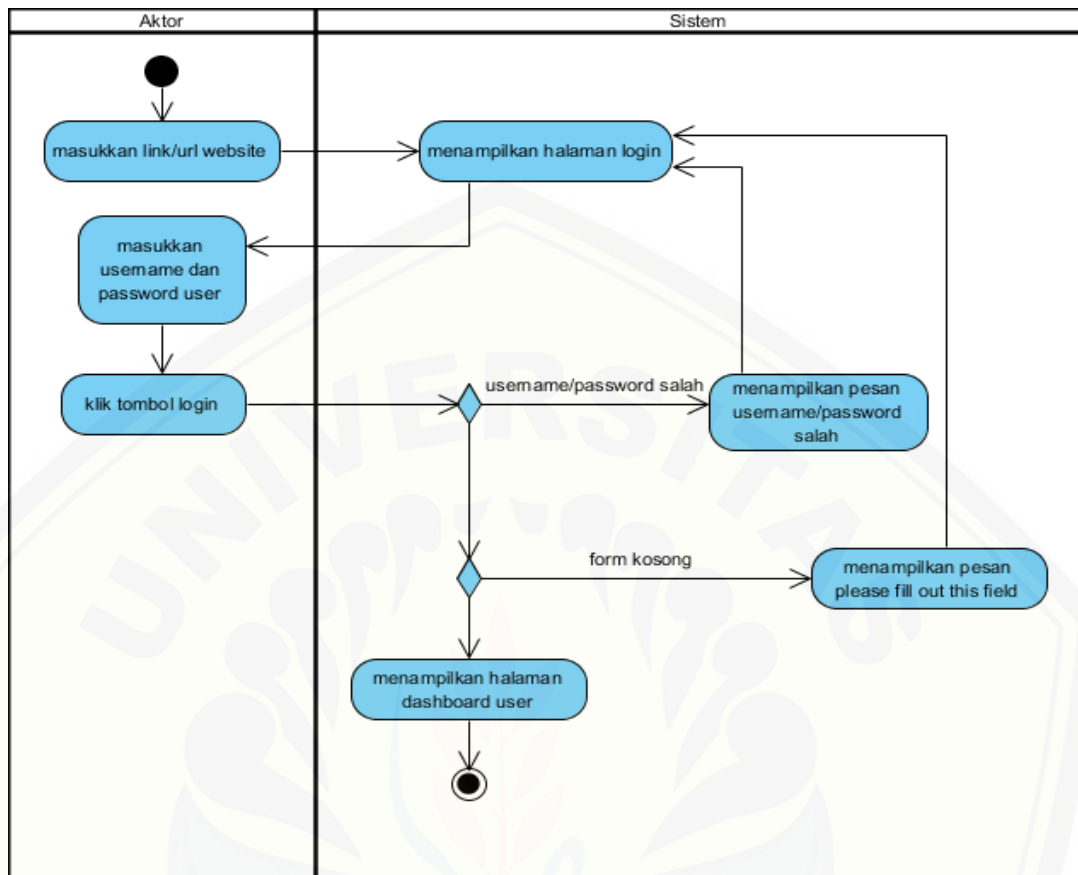 Aktor
Sistem
masukkan link/url website
menampilkan halaman login
masukkan
username dan
password user
klik tombol login
username/password salah
menampilkan pesan
username/password
salah
form kosong
menampilkan pesan
please fill out this field
menampilkan halaman
dashboard user
UNIVERSITAS